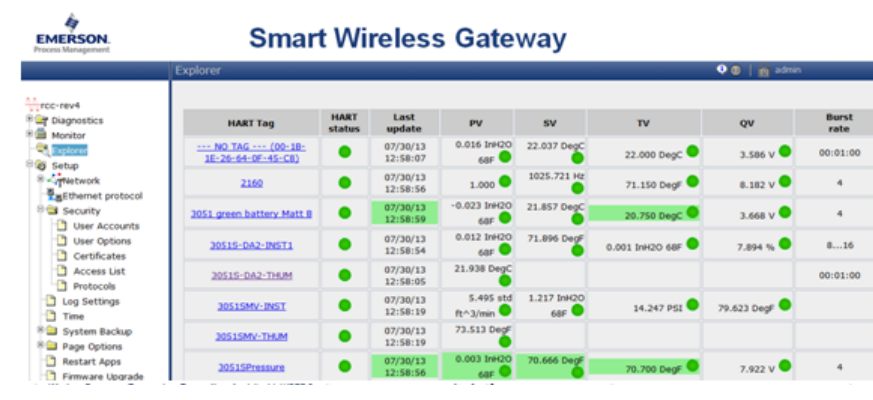 EMERSON.
Process Management
Smart Wireless Gateway
Explorer
admin
rcc-rev4
Diagnostics
Monitor
Explorer
Setup
Network
Ethernet protocol
Security
User Accounts
User Options
Certificates
Access List
Protocols
Log Settings
Time
System Backup
Page Options
Restart Apps
Firmware Upgrade
HART Tag HART status Last update PV SV TV QV Burst rate
--- NO TAG --- (00-1B-
1E-26-64-0F-45-C8) 07/30/13 12:58:07 0.016 InH2O 68F 22.037 DegC 22.000 DegC 3.586 V 00:01:00
2160 07/30/13 12:58:56 1.000 1025.721 Hz 71.150 DegF 8.182 V 4
3051 green battery Matt B 07/30/13 12:58:59 -0.023 InH2O 68F 21.857 DegC 20.750 DegC 3.668 V 4
3051S-DA2-INST1 07/30/13 12:58:54 0.012 InH2O 68F 71.896 DegF 0.001 InH2O 68F 7.894 % 8...16
3051S-DA2-THUM 07/30/13 12:58:05 21.938 DegC 00:01:00
3051SMV-INST 07/30/13 12:58:19 5.495 std ft^3/min 1.217 InH2O 68F 14.247 PSI 79.623 DegF
3051SMV-THUM 07/30/13 12:58:19 73.513 DegF
3051SPressure 07/30/13 12:58:56 0.003 InH2O 68F 70.666 DegF 70.700 DegF 7.922 V 4